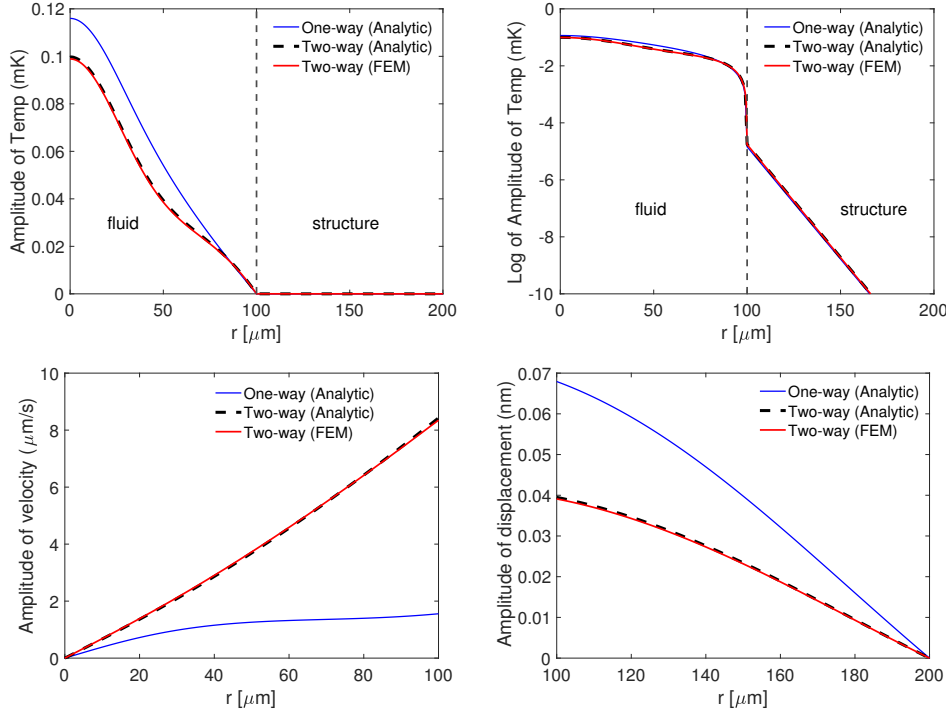 0.12
0.1
0.08
0.06
0.04
0.02
0
Amplitude of Temp (mK)
One-way (Analytic)
Two-way (Analytic)
Two-way (FEM)
fluid
structure
0 50 100 150 200
r [μm]
0
-2
-4
-6
-8
-10
Log of Amplitude of Temp (mK)
One-way (Analytic)
Two-way (Analytic)
Two-way (FEM)
fluid
structure
0 50 100 150 200
r [μm]
10
8
6
4
2
0
Amplitude of velocity (μm/s)
One-way (Analytic)
Two-way (Analytic)
Two-way (FEM)
0 20 40 60 80 100
r [μm]
0.07
0.06
0.05
0.04
0.03
0.02
0.01
0
Amplitude of displacement (nm)
One-way (Analytic)
Two-way (Analytic)
Two-way (FEM)
100 120 140 160 180 200
r [μm]